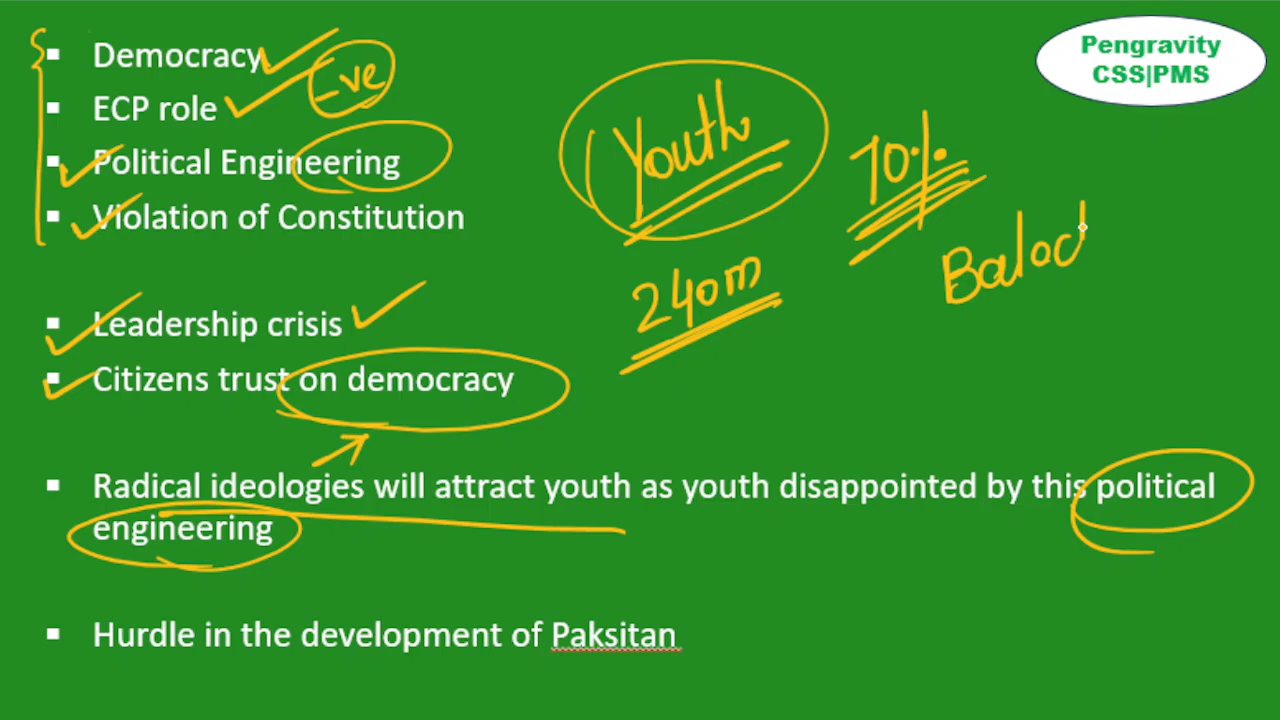 Pengravity
CSS|PMS
Democracy
-ve
ECP role
Political Engineering
Violation of Constitution
Youth
70%
240m
Baloc
Leadership crisis
Citizens trust on democracy
Radical ideologies will attract youth as youth disappointed by this political
engineering
Hurdle in the development of Paksitan